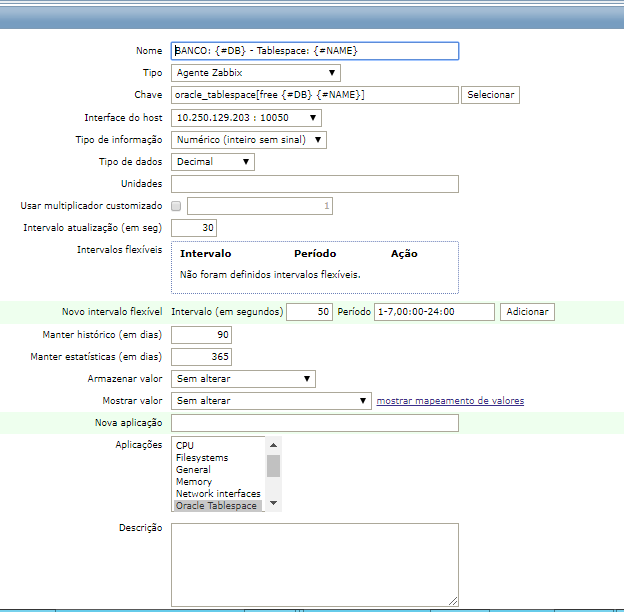 Nome BANCO: {#DB} - Tablespace: {#NAME}
Tipo Agente Zabbix
Chave oracle_tablespace[free {#DB} {#NAME}] Selecionar
Interface do host 10.250.129.203 : 10050
Tipo de informação Numérico (inteiro sem sinal)
Tipo de dados Decimal
Unidades
Usar multiplicador customizado 1
Intervalo atualização (em seg) 30
Intervalos flexíveis Intervalo Período Ação
Não foram definidos intervalos flexíveis.
Novo intervalo flexível Intervalo (em segundos) 50 Período 1-7,00:00-24:00 Adicionar
Manter histórico (em dias) 90
Manter estatísticas (em dias) 365
Armazenar valor Sem alterar
Mostrar valor Sem alterar mostrar mapeamento de valores
Nova aplicação
Aplicações CPU
Filesystems
General
Memory
Network interfaces
Oracle Tablespace
Descrição